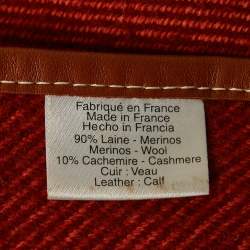 Fabriqué en France
Made in France
Hecho in Francia
90% Laine - Merinos
Merinos - Wool
10% Cachemire - Cashmere
Cuir : Veau
Leather : Calf